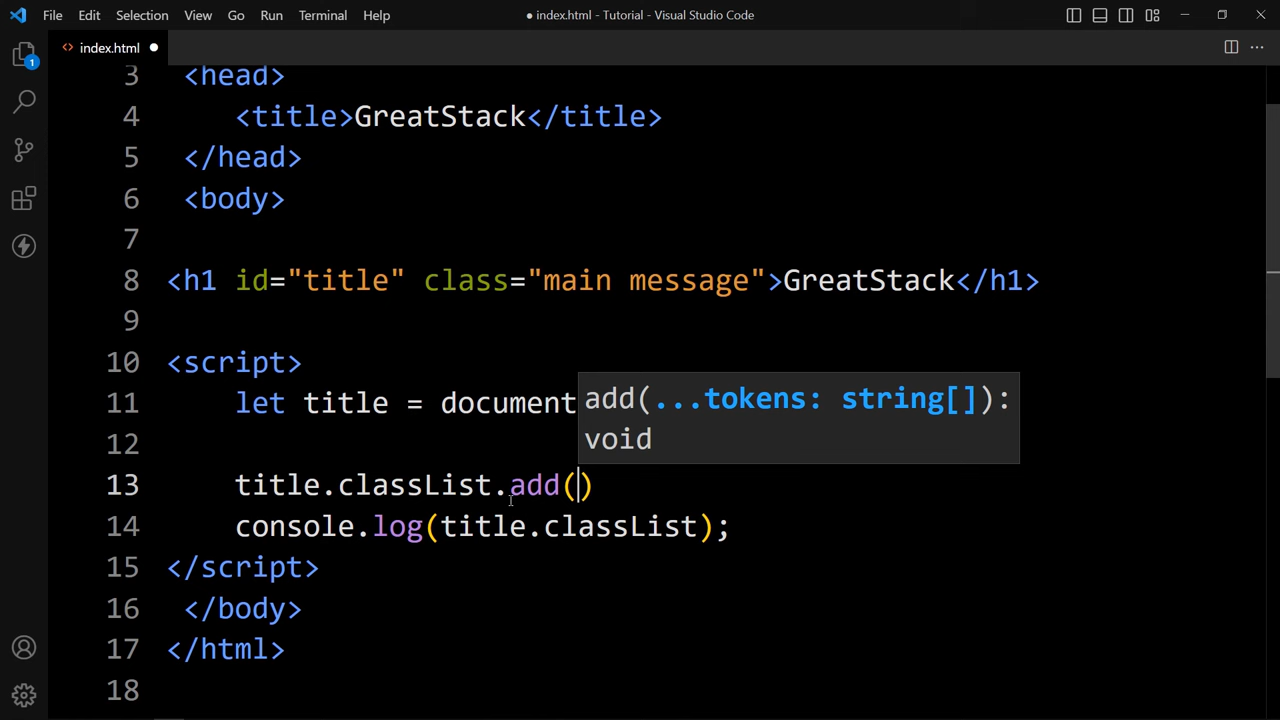 File Edit Selection View Go Run Terminal Help ● index.html - Tutorial - Visual Studio Code
<> index.html ●
1
3 <head>
4 <title>GreatStack</title>
5 </head>
6 <body>
7
8 <h1 id="title" class="main message">GreatStack</h1>
9
10 <script>
11 let title = document
add(...tokens: string[]):
void
12
13 title.classList.add()
14 console.log(title.classList);
15 </script>
16 </body>
17 </html>
18